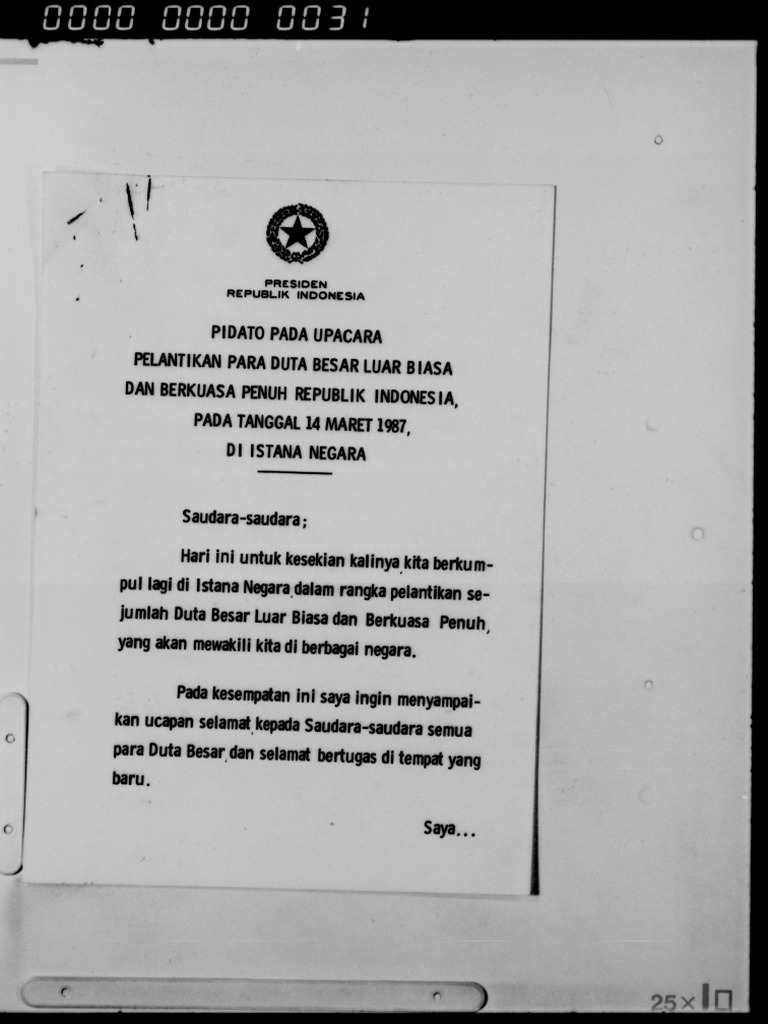 0000 0000 0031
PRESIDEN
REPUBLIK INDONESIA
PIDATO PADA UPACARA
PELANTIKAN PARA DUTA BESAR LUAR BIASA
DAN BERKUASA PENUH REPUBLIK INDONESIA,
PADA TANGGAL 14 MARET 1987,
DI ISTANA NEGARA
Saudara-saudara;
Hari ini untuk kesekian kalinya, kita berkum-
pul lagi di Istana Negara, dalam rangka pelantikan se-
jumlah Duta Besar Luar Biasa dan Berkuasa Penuh,
yang akan mewakili kita di berbagai negara.
Pada kesempatan ini saya ingin menyampai-
kan ucapan selamat, kepada Saudara-saudara semua
para Duta Besar, dan selamat bertugas di tempat yang
baru.
Saya...
25×